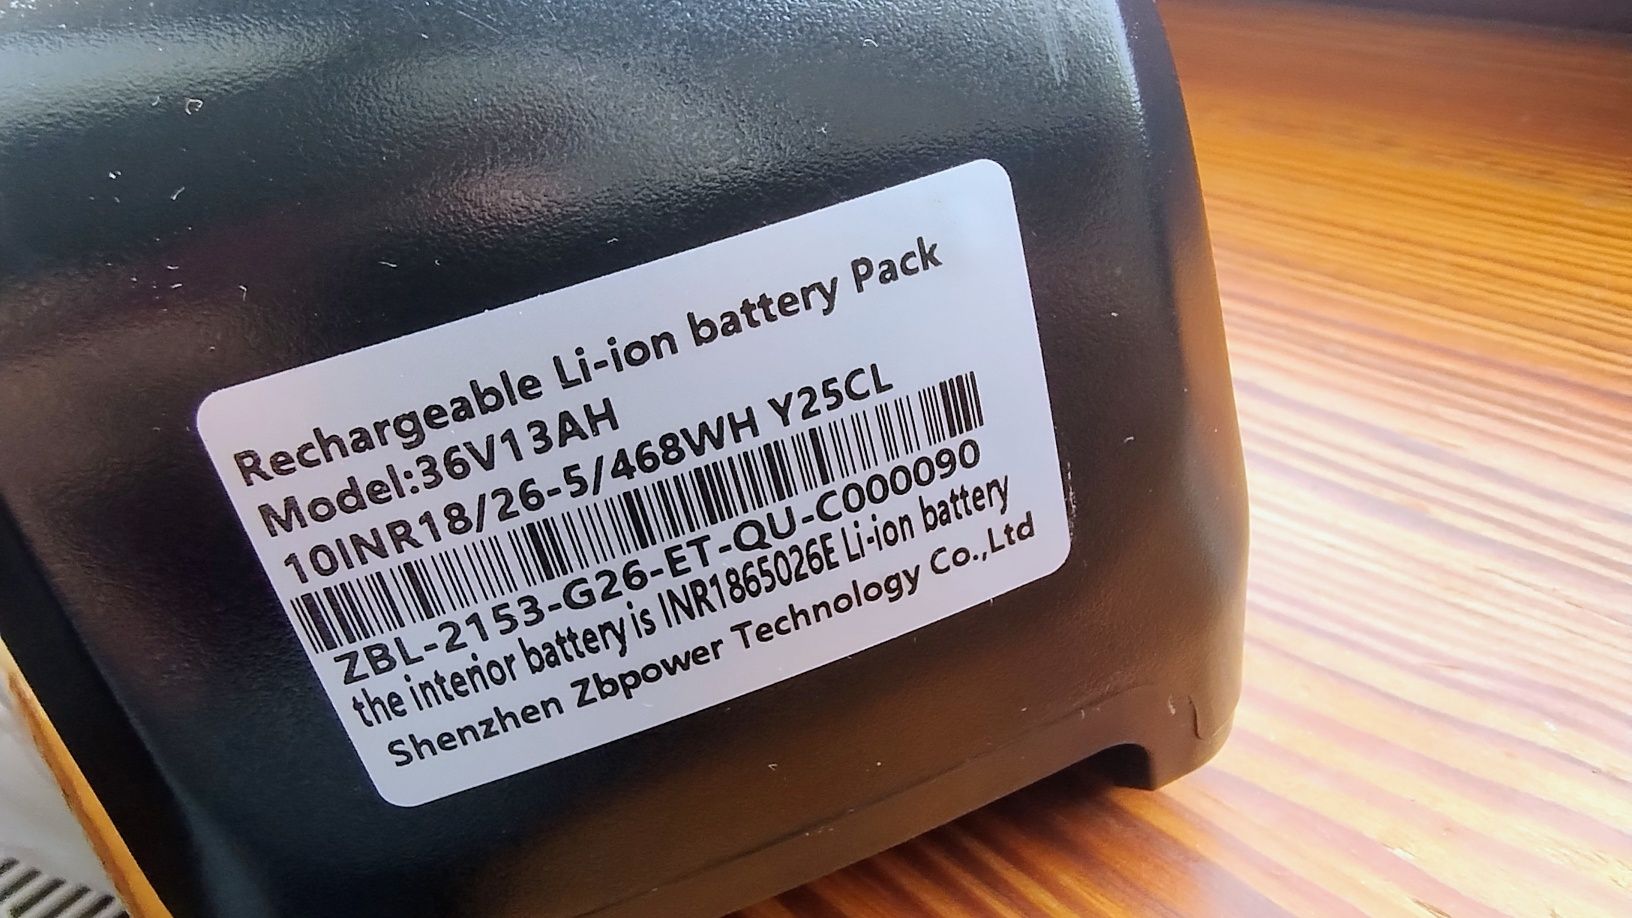 Rechargeable Li-ion battery Pack
Model:36V13AH
10INR18/26-5/468WH Y25CL
ZBL-2153-G26-ET-QU-C000090
the interior battery is INR1865026E Li-ion battery
Shenzhen Zbpower Technology Co.,Ltd